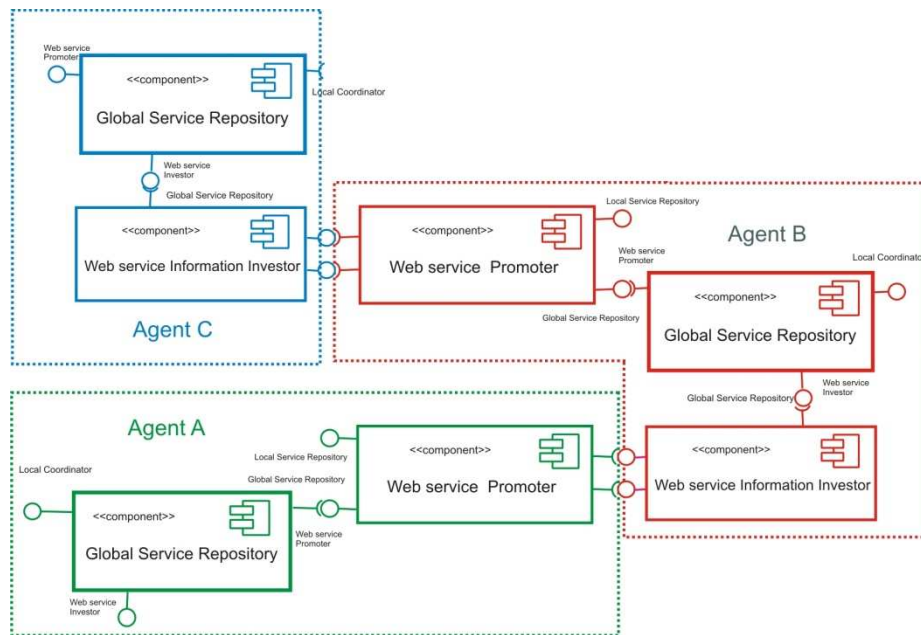 Web service
Promoter
<<component>>
Global Service Repository
Local Coordinator
Web service
Investor
Global Service Repository
<<component>>
Web service Information Investor
Agent C
<<component>>
Web service Promoter
Local Service Repository
Agent B
Web service
Promoter
Local Coordinato
Global Service Repository
<<component>>
Global Service Repository
Web service
Investor
Global Service Repository
<<component>>
Web service Information Investor
Agent A
<<component>>
Web service Promoter
Local Service Repository
Local Coordinator
Global Service Repository
<<component>>
Global Service Repository
Web service
Promoter
Web service
Investor